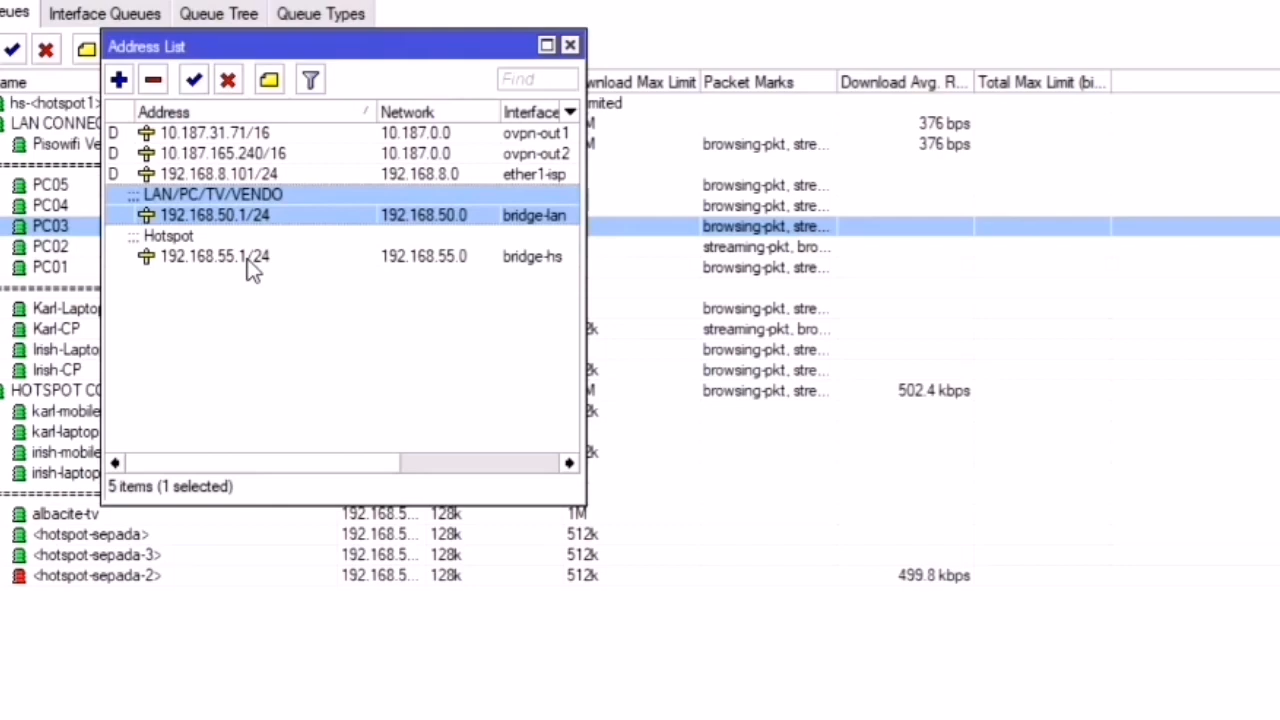 eues Interface Queues Queue Tree Queue Types
Address List
Find
ame wnload Max Limit Packet Marks Download Avg. R... Total Max Limit (bi...
Address Network Interface
hs-<hotspot1> mited
D 10.187.31.71/16 10.187.0.0 ovpn-out1
LAN CONNEC M 376 bps
D 10.187.165.240/16 10.187.0.0 ovpn-out2
Pisowifi Ve M browsing-pkt, stre... 376 bps
D 192.168.8.101/24 192.168.8.0 ether1-isp
PC05 browsing-pkt, stre...
::: LAN/PC/TV/VENDO
PC04 browsing-pkt, stre...
192.168.50.1/24 192.168.50.0 bridge-lan
PC03 browsing-pkt, stre...
::: Hotspot
PC02 streaming-pkt, bro...
192.168.55.1/24 192.168.55.0 bridge-hs
PC01 browsing-pkt, stre...
Karl-Lapto browsing-pkt, stre...
Karl-CP 2k streaming-pkt, bro...
Irish-Lapto browsing-pkt, stre...
Irish-CP 2k browsing-pkt, stre...
HOTSPOT CO M browsing-pkt, stre... 502.4 kbps
karl-mobile 2k
karl-laptop
irish-mobile 2k
irish-laptop
5 items (1 selected)
albacite-tv 192.168.5... 128k 1M
<hotspot-sepada> 192.168.5... 128k 512k
<hotspot-sepada-3> 192.168.5... 128k 512k
<hotspot-sepada-2> 192.168.5... 128k 512k 499.8 kbps